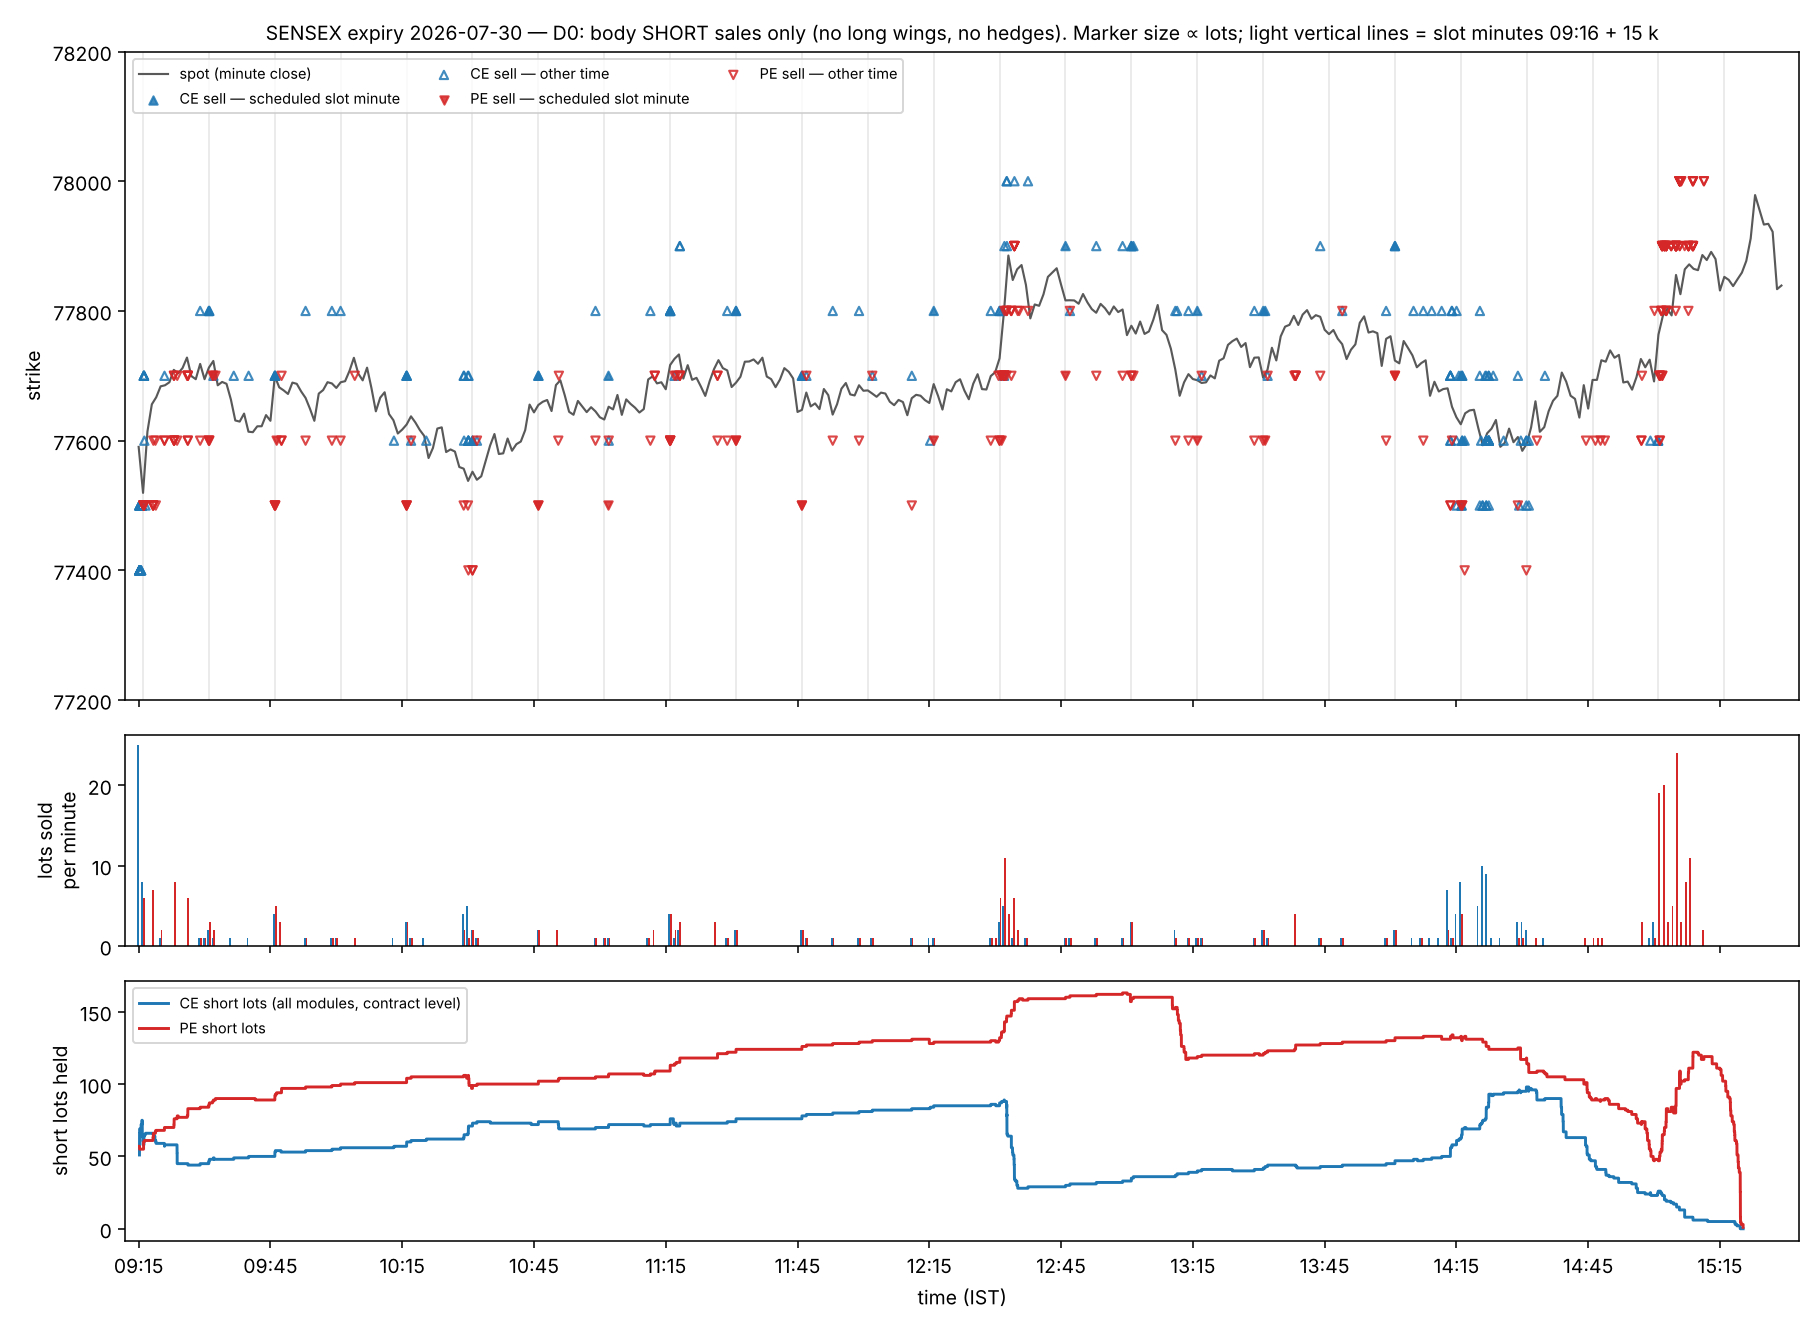 SENSEX expiry 2026-07-30 — D0: body SHORT sales only (no long wings, no hedges). Marker size ∝ lots; light vertical lines = slot minutes 09:16 + 15 k
spot (minute close)
CE sell — scheduled slot minute
CE sell — other time
PE sell — scheduled slot minute
PE sell — other time
strike
78200
78000
77800
77600
77400
77200
lots sold
per minute
20
10
0
short lots held
CE short lots (all modules, contract level)
PE short lots
150
100
50
0
09:15 09:45 10:15 10:45 11:15 11:45 12:15 12:45 13:15 13:45 14:15 14:45 15:15
time (IST)